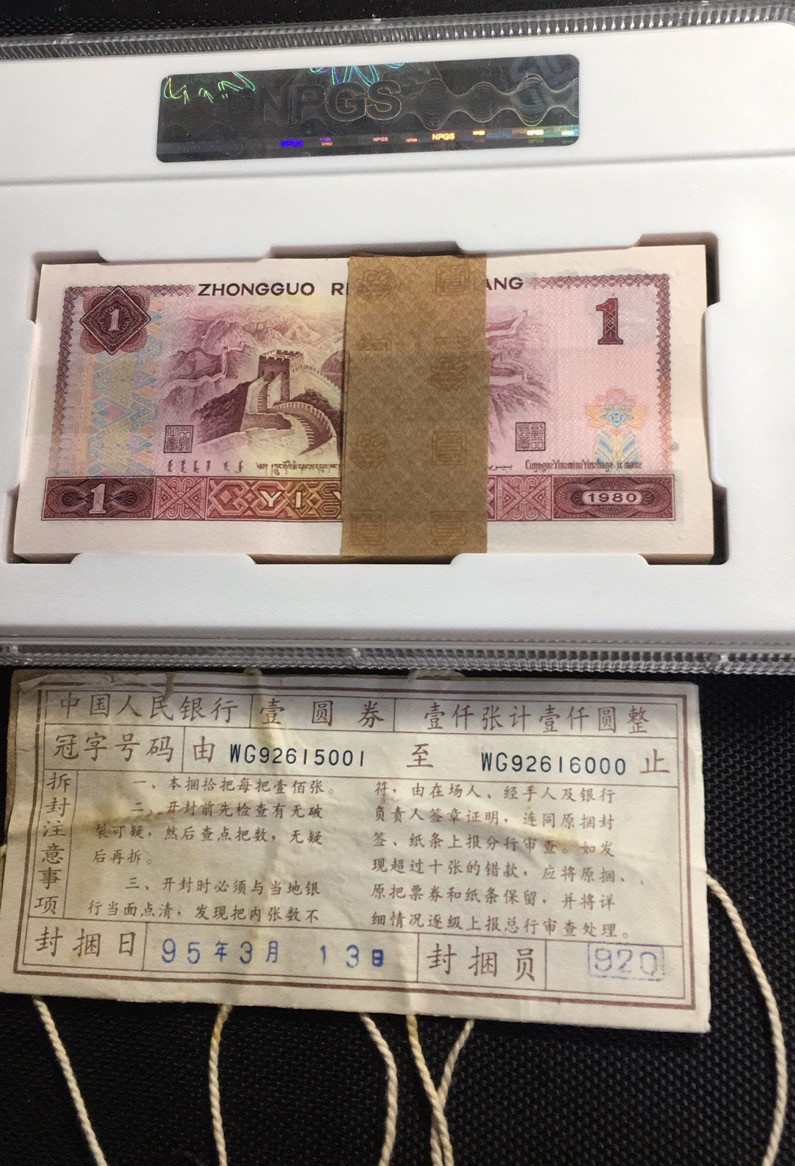 NPGS
ZHONGGUO R ANG
1
1
1 YI 1980
中国人民银行 壹圆券 壹仟张计壹仟圆整
冠字号码 由 WG92615001 至 WG92616000 止
拆封注意事项
一、本捆拾把每把壹佰张。
二、开封前先检查有无破
裂可疑，然后查点把数，无疑
后再拆。
三、开封时必须与当地银
行当面点清，发现把内张数不
符，由在场人、经手人及银行
负责人签章证明，连同原捆封
签、纸条上报分行审查。如发
现超过十张的错款，应将原捆、
原把票券和纸条保留，并将详
细情况逐级上报总行审查处理。
封捆日 95年3月 13日 封捆员 920